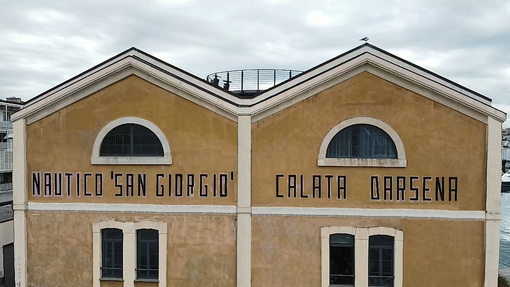 NAUTICO 'SAN GIORGIO'
CALATA DARSENA